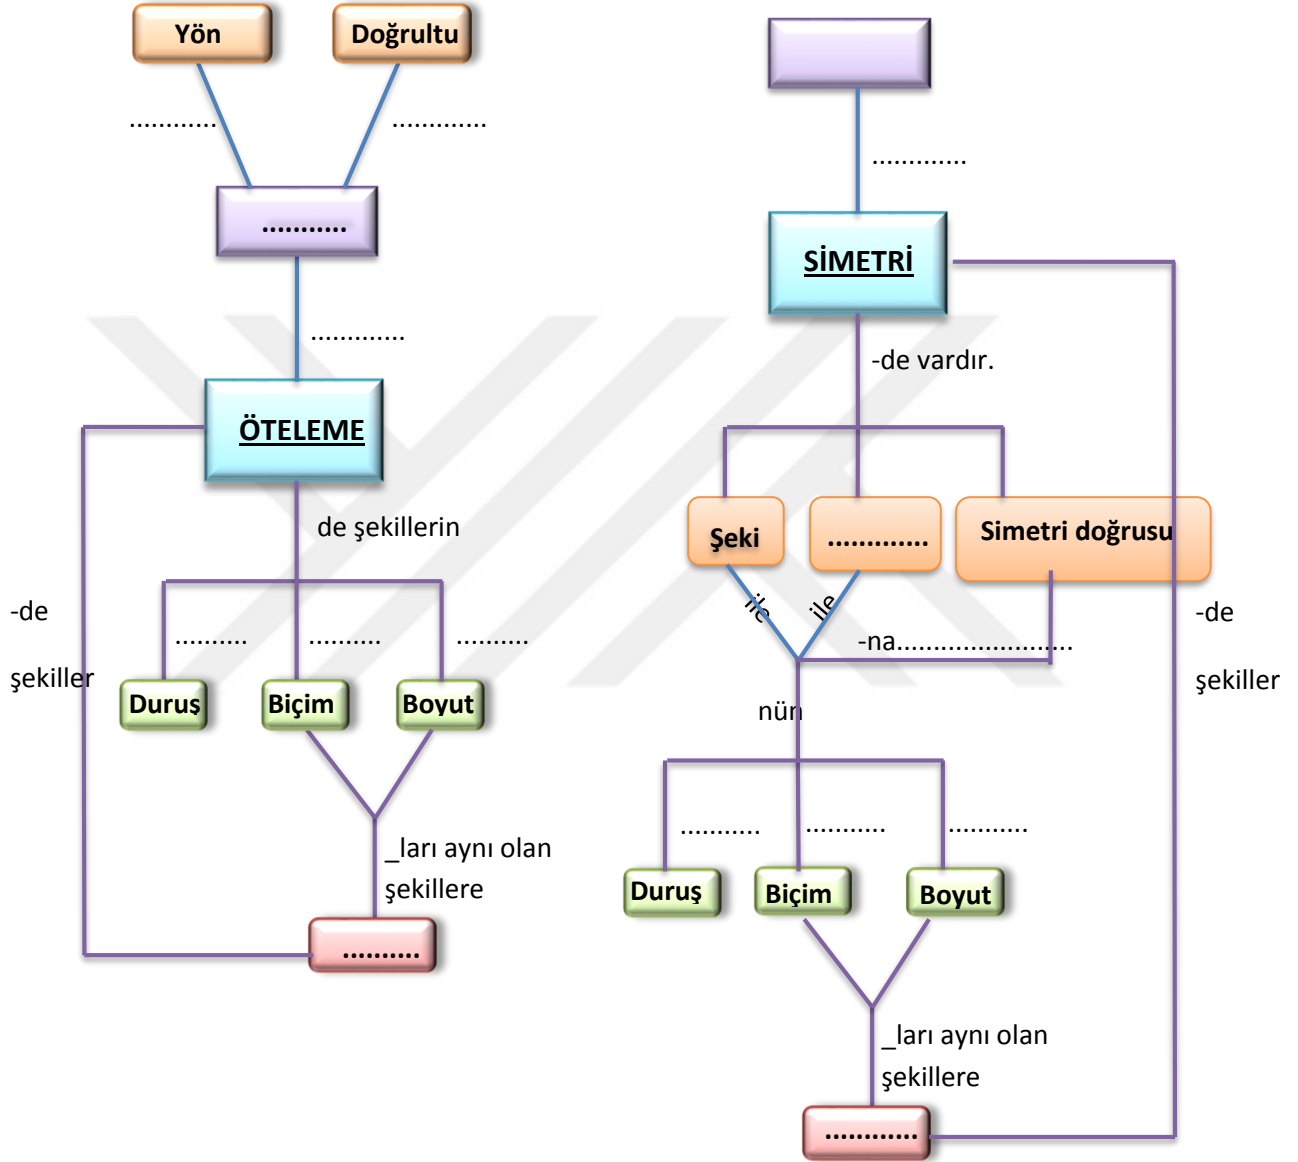 Yön
Doğrultu
............
.............
...........
.............
ÖTELEME
de şekillerin
-de
şekiller
..........
..........
..........
Duruş
Biçim
Boyut
_ları aynı olan
şekillere
..........
.............
SİMETRİ
-de vardır.
Şeki
.............
Simetri doğrusu
ile
ile
-na.......................
nün
-de
şekiller
...........
...........
...........
Duruş
Biçim
Boyut
_ları aynı olan
şekillere
............